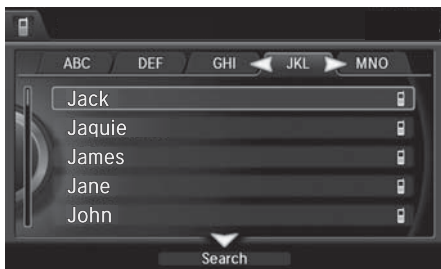 ABC DEF GHI JKL MNO
Jack
Jaquie
James
Jane
John
Search